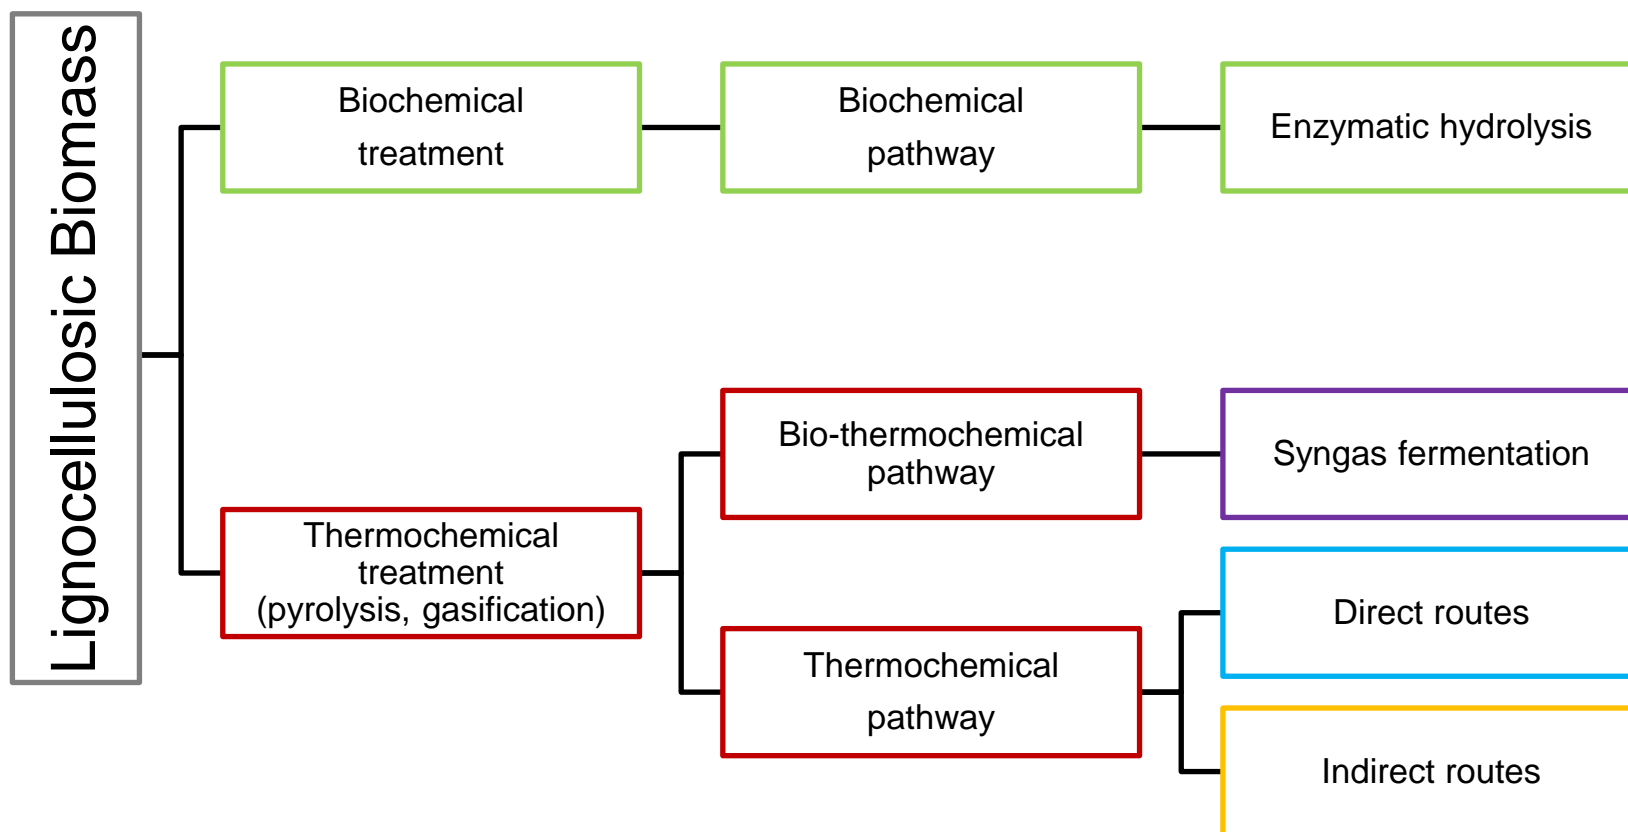 Lignocellulosic Biomass
Biochemical
treatment
Biochemical
pathway
Enzymatic hydrolysis
Thermochemical
treatment
(pyrolysis, gasification)
Bio-thermochemical
pathway
Syngas fermentation
Thermochemical
pathway
Direct routes
Indirect routes